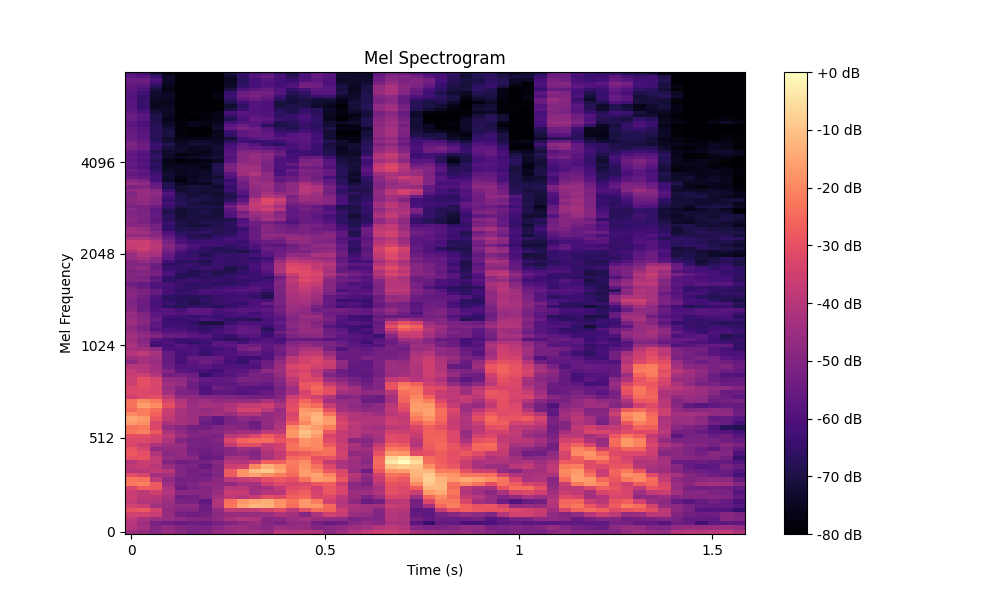 Mel Spectrogram
Mel Frequency
4096
2048
1024
512
0
0 0.5 1 1.5
Time (s)
+0 dB
-10 dB
-20 dB
-30 dB
-40 dB
-50 dB
-60 dB
-70 dB
-80 dB